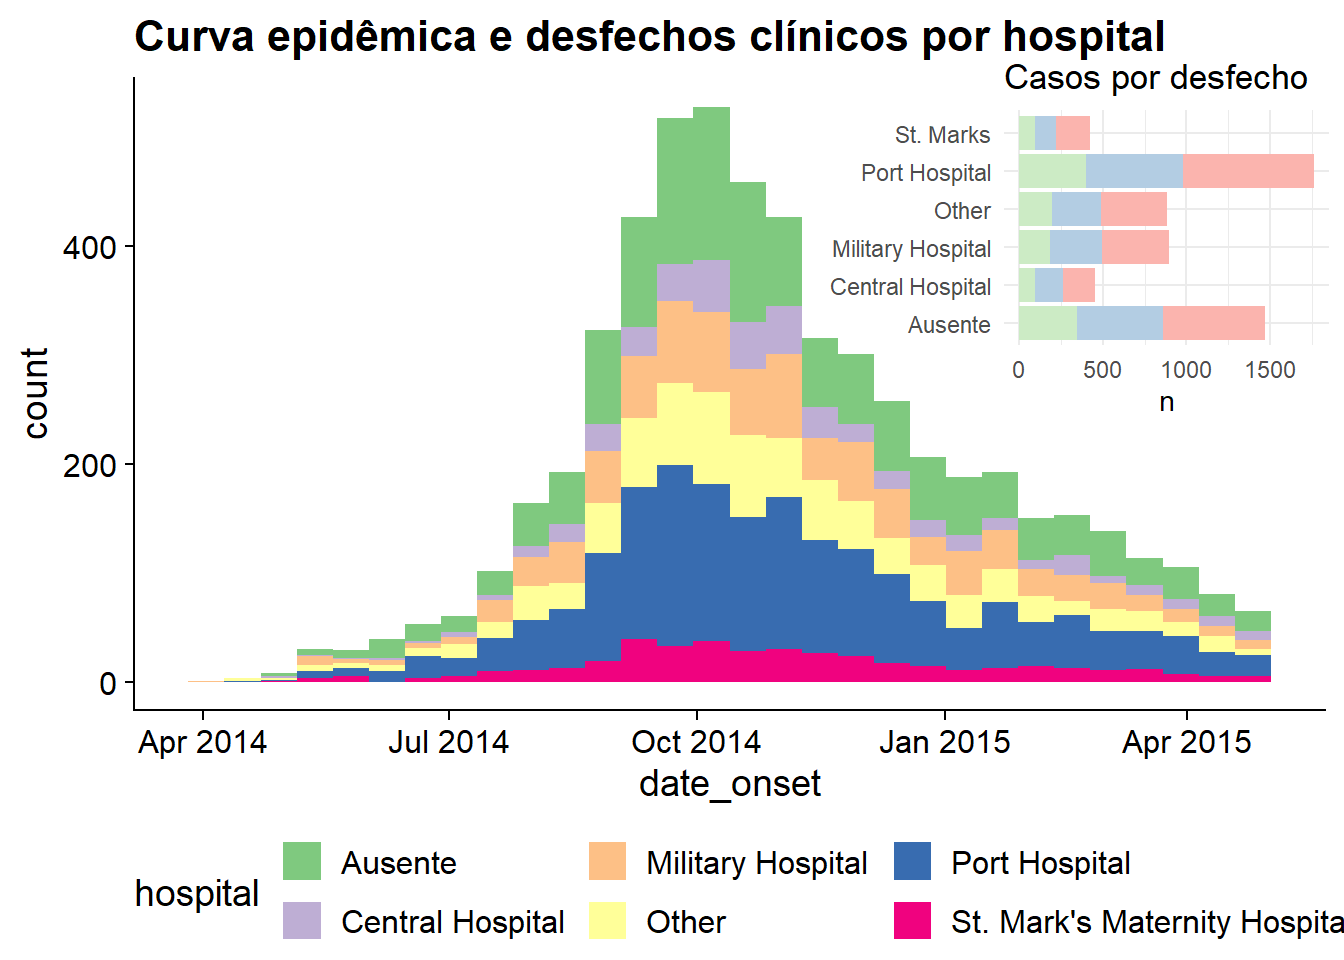 Curva epidêmica e desfechos clínicos por hospital
Casos por desfecho
St. Marks
Port Hospital
Other
Military Hospital
Central Hospital
Ausente
0 500 1000 1500
n
count
400
200
0
Apr 2014 Jul 2014 Oct 2014 Jan 2015 Apr 2015
date_onset
hospital
Ausente Military Hospital Port Hospital
Central Hospital Other St. Mark's Maternity Hospita